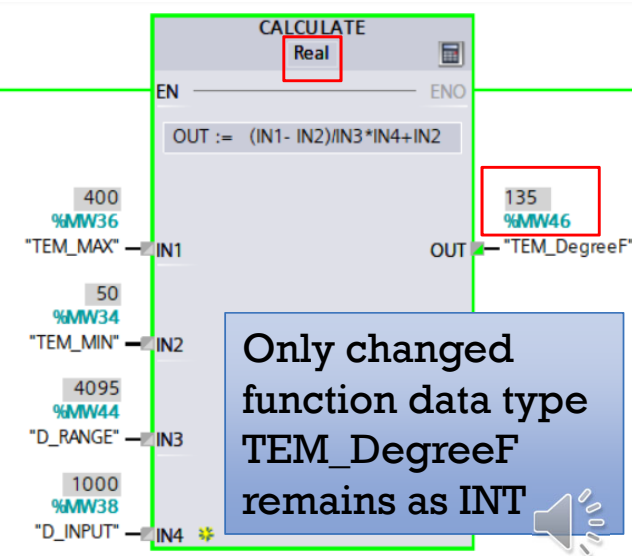 CALCULATE
Real
EN
ENO
OUT := (IN1- IN2)/IN3*IN4+IN2
400
%MW36
"TEM_MAX"
IN1
135
%MW46
OUT
"TEM_DegreeF"
50
%MW34
"TEM_MIN"
IN2
4095
%MW44
"D_RANGE"
IN3
1000
%MW38
"D_INPUT"
IN4
Only changed
function data type
TEM_DegreeF
remains as INT